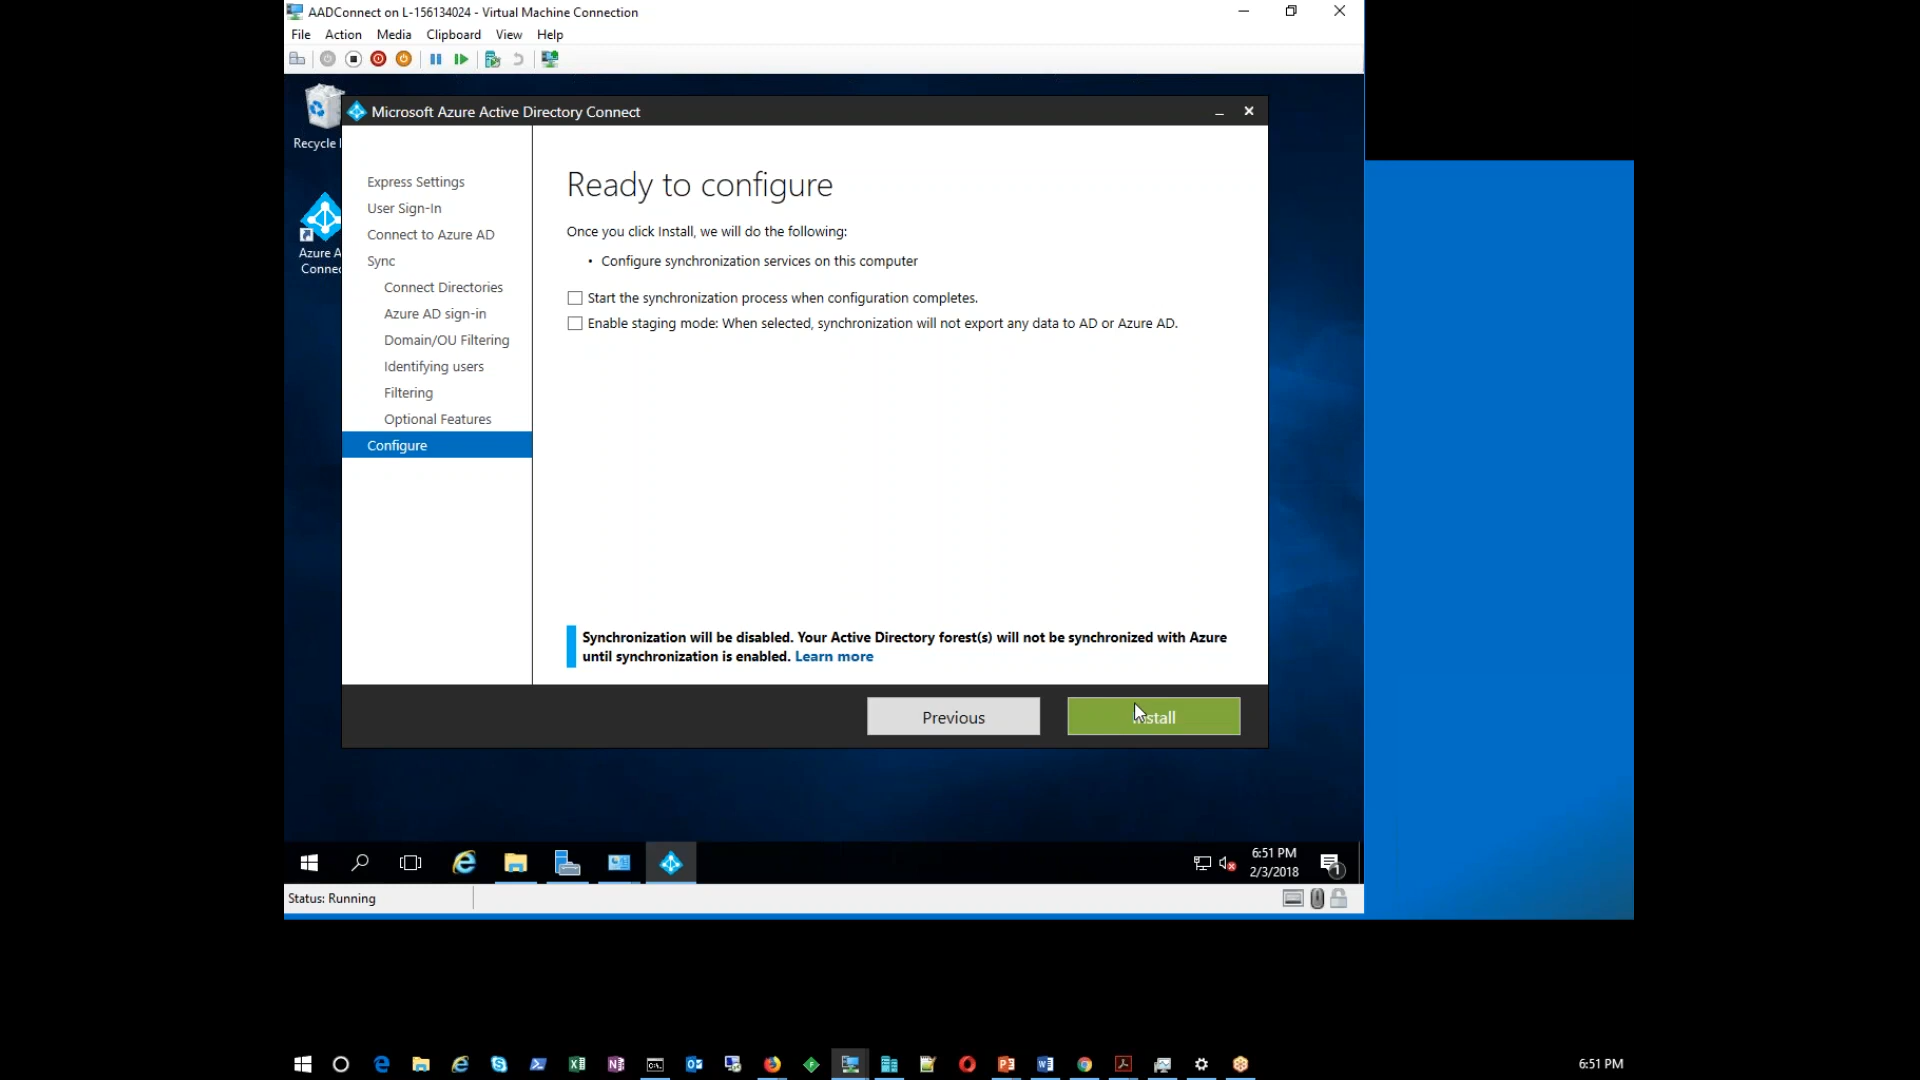 AADConnect on L-156134024 - Virtual Machine Connection
File Action Media Clipboard View Help
Recycle
Microsoft Azure Active Directory Connect
Azure A
Connec
Express Settings
User Sign-In
Connect to Azure AD
Sync
Connect Directories
Azure AD sign-in
Domain/OU Filtering
Identifying users
Filtering
Optional Features
Configure
Ready to configure
Once you click Install, we will do the following:
• Configure synchronization services on this computer
Start the synchronization process when configuration completes.
Enable staging mode: When selected, synchronization will not export any data to AD or Azure AD.
Synchronization will be disabled. Your Active Directory forest(s) will not be synchronized with Azure
until synchronization is enabled. Learn more
Previous
Install
6:51 PM
2/3/2018
1
Status: Running
6:51 PM